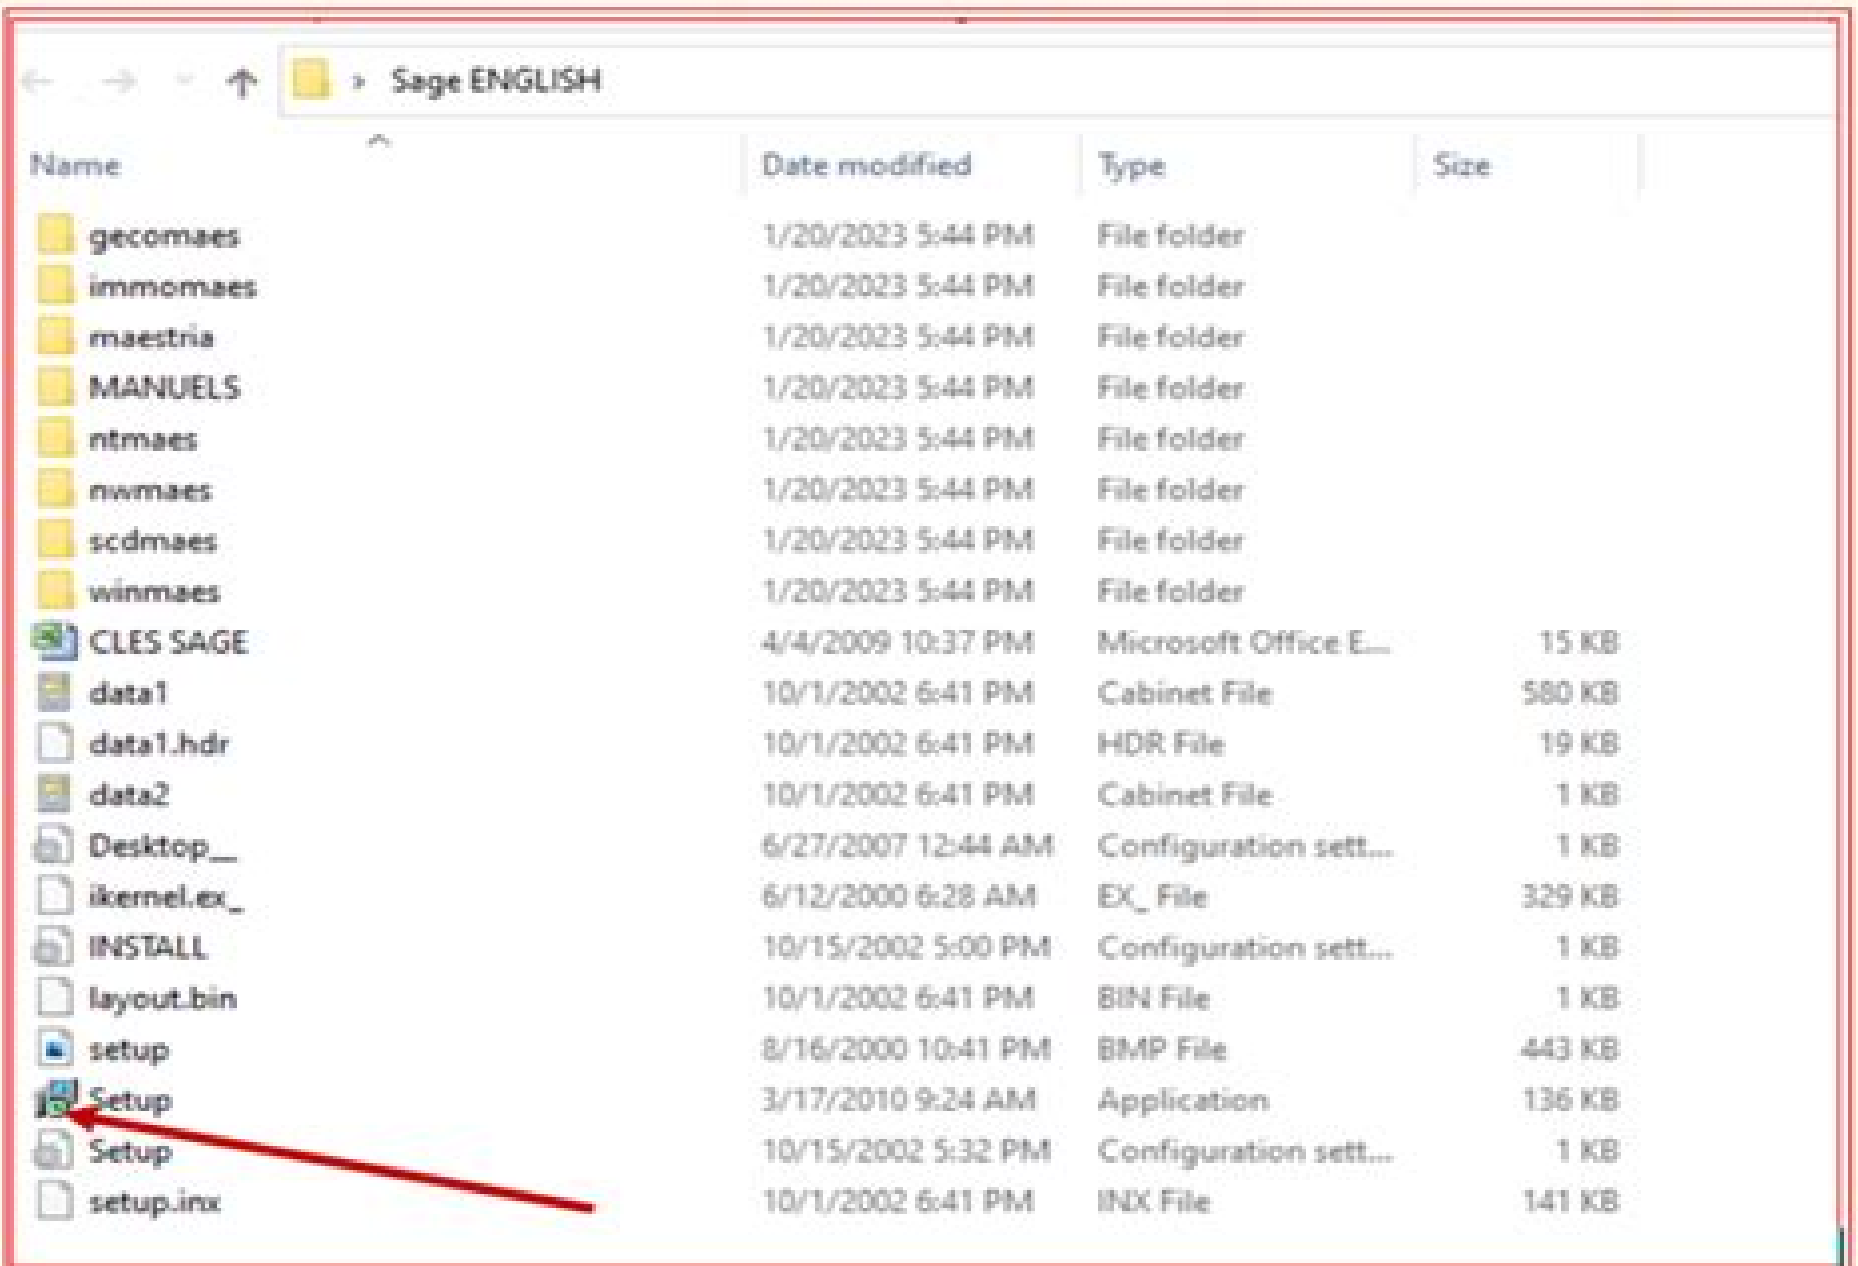 Sage ENGLISH
Name Date modified Type Size
gecomaes 1/20/2023 5:44 PM File folder
immomaes 1/20/2023 5:44 PM File folder
maestria 1/20/2023 5:44 PM File folder
MANUELS 1/20/2023 5:44 PM File folder
ntmaes 1/20/2023 5:44 PM File folder
nwmaes 1/20/2023 5:44 PM File folder
scdmaes 1/20/2023 5:44 PM File folder
winmaes 1/20/2023 5:44 PM File folder
CLES SAGE 4/4/2009 10:37 PM Microsoft Office E... 15 KB
data1 10/1/2002 6:41 PM Cabinet File 580 KB
data1.hdr 10/1/2002 6:41 PM HDR File 19 KB
data2 10/1/2002 6:41 PM Cabinet File 1 KB
Desktop__ 6/27/2007 12:44 AM Configuration sett... 1 KB
ikernel.ex_ 6/12/2000 6:28 AM EX_ File 329 KB
INSTALL 10/15/2002 5:00 PM Configuration sett... 1 KB
layout.bin 10/1/2002 6:41 PM BIN File 1 KB
setup 8/16/2000 10:41 PM BMP File 443 KB
Setup 3/17/2010 9:24 AM Application 136 KB
Setup 10/15/2002 5:32 PM Configuration sett... 1 KB
setup.inx 10/1/2002 6:41 PM INX File 141 KB